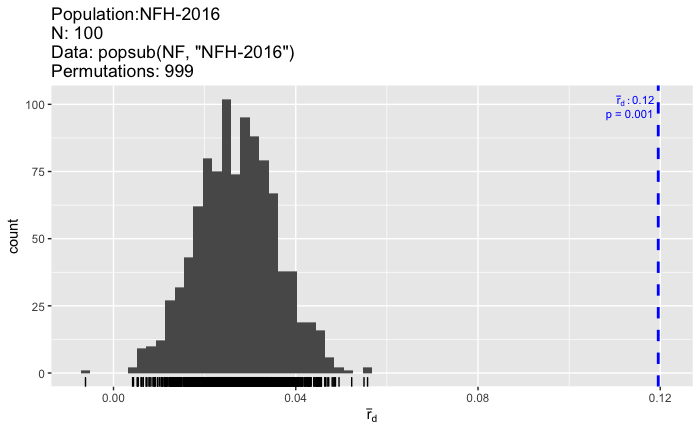 Population:NFH-2016
N: 100
Data: popsub(NF, "NFH-2016")
Permutations: 999
r̄d : 0.12
p = 0.001
100
75
50
25
0
count
0.00 0.04 0.08 0.12
r̄d